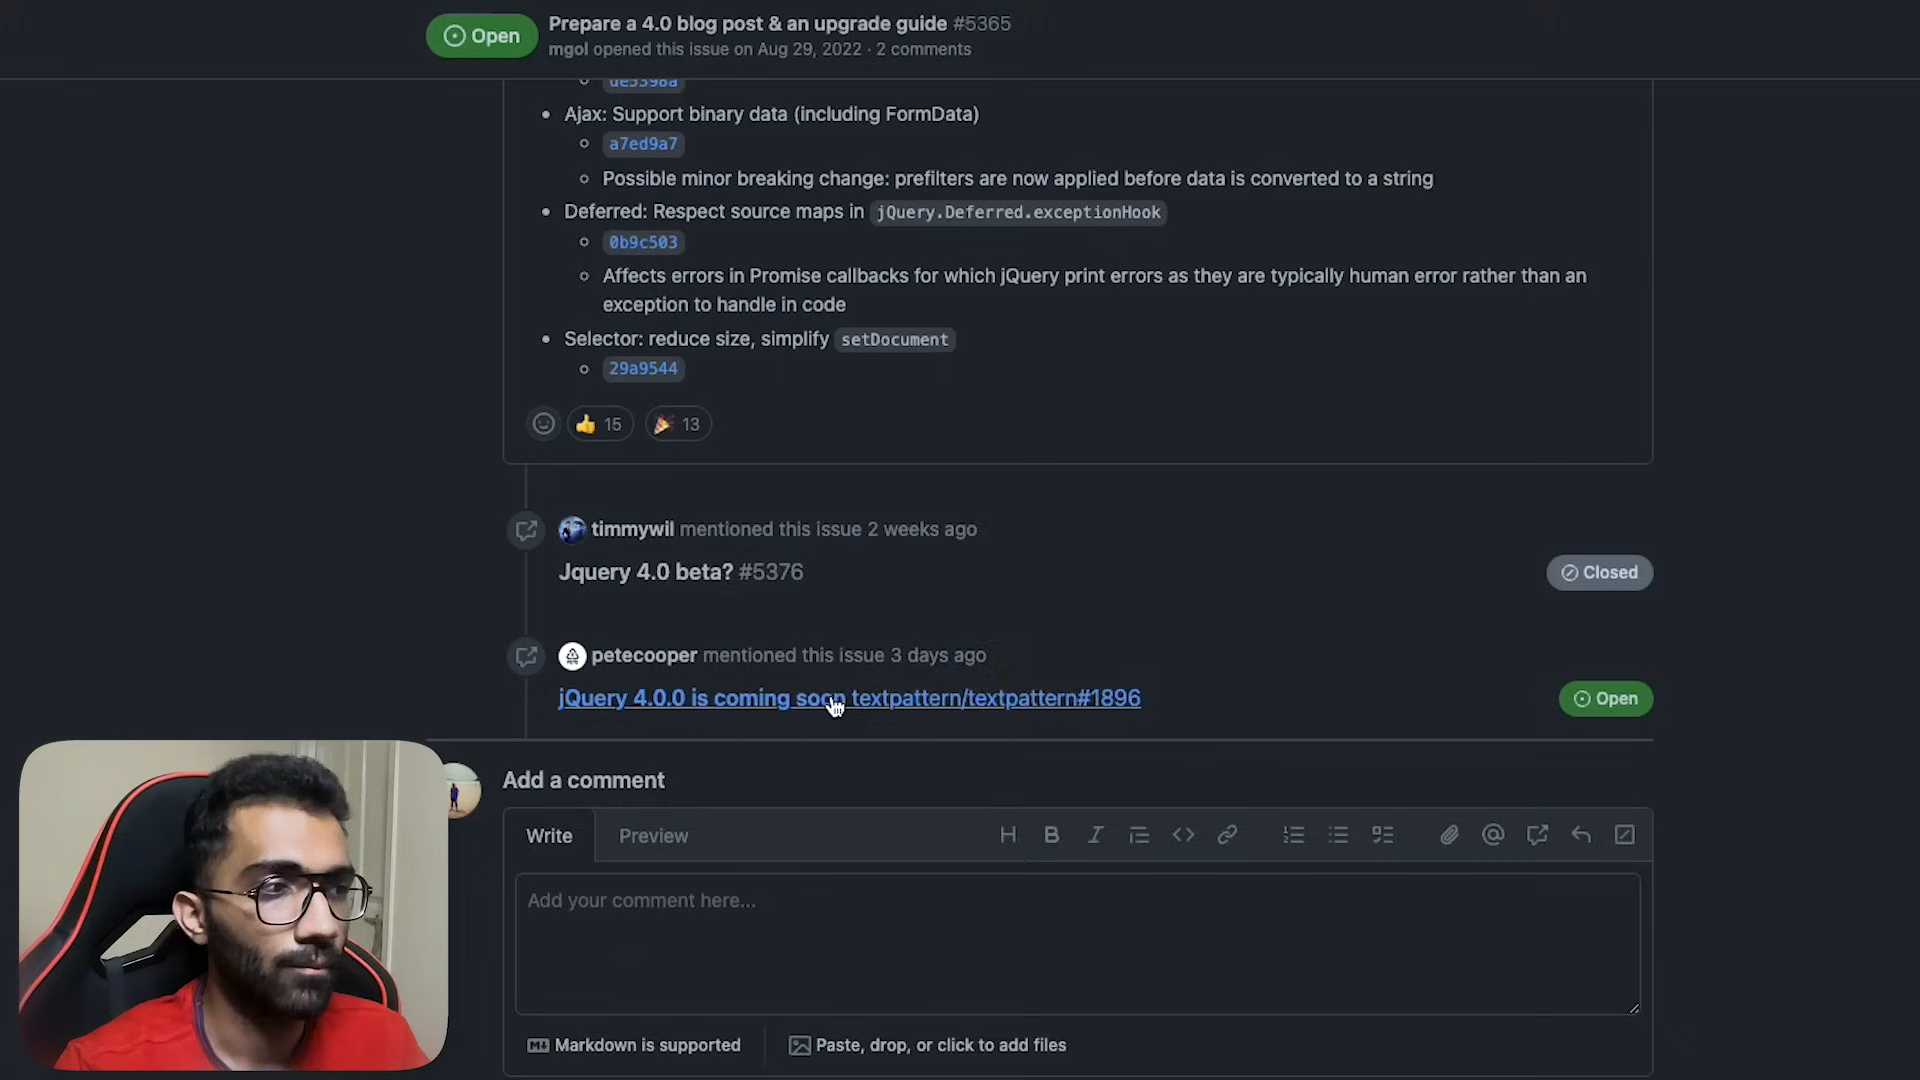 Open
Prepare a 4.0 blog post & an upgrade guide #5365
mgol opened this issue on Aug 29, 2022 · 2 comments
de5398a
• Ajax: Support binary data (including FormData)
a7ed9a7
Possible minor breaking change: prefilters are now applied before data is converted to a string
• Deferred: Respect source maps in jQuery.Deferred.exceptionHook
0b9c503
Affects errors in Promise callbacks for which jQuery print errors as they are typically human error rather than an
exception to handle in code
• Selector: reduce size, simplify setDocument
29a9544
👍 15 🎉 13
timmywil mentioned this issue 2 weeks ago
Jquery 4.0 beta? #5376
Closed
petecooper mentioned this issue 3 days ago
jQuery 4.0.0 is coming soon textpattern/textpattern#1896
Open
Add a comment
Write Preview
Add your comment here...
Markdown is supported
Paste, drop, or click to add files